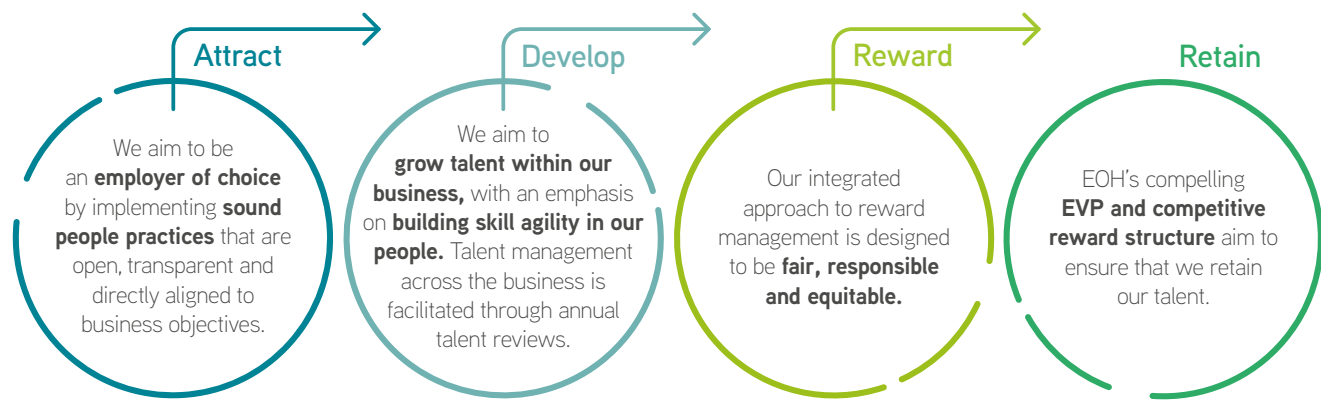 Attract
We aim to be
an employer of choice
by implementing sound
people practices that are
open, transparent and
directly aligned to
business objectives.
Develop
We aim to
grow talent within our
business, with an emphasis
on building skill agility in our
people. Talent management
across the business is
facilitated through annual
talent reviews.
Reward
Our integrated
approach to reward
management is designed
to be fair, responsible
and equitable.
Retain
EOH’s compelling
EVP and competitive
reward structure aim to
ensure that we retain
our talent.